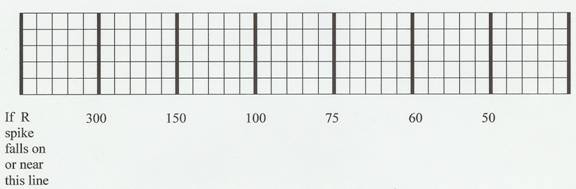 If R 300 150 100 75 60 50
spike
falls on
or near
this line